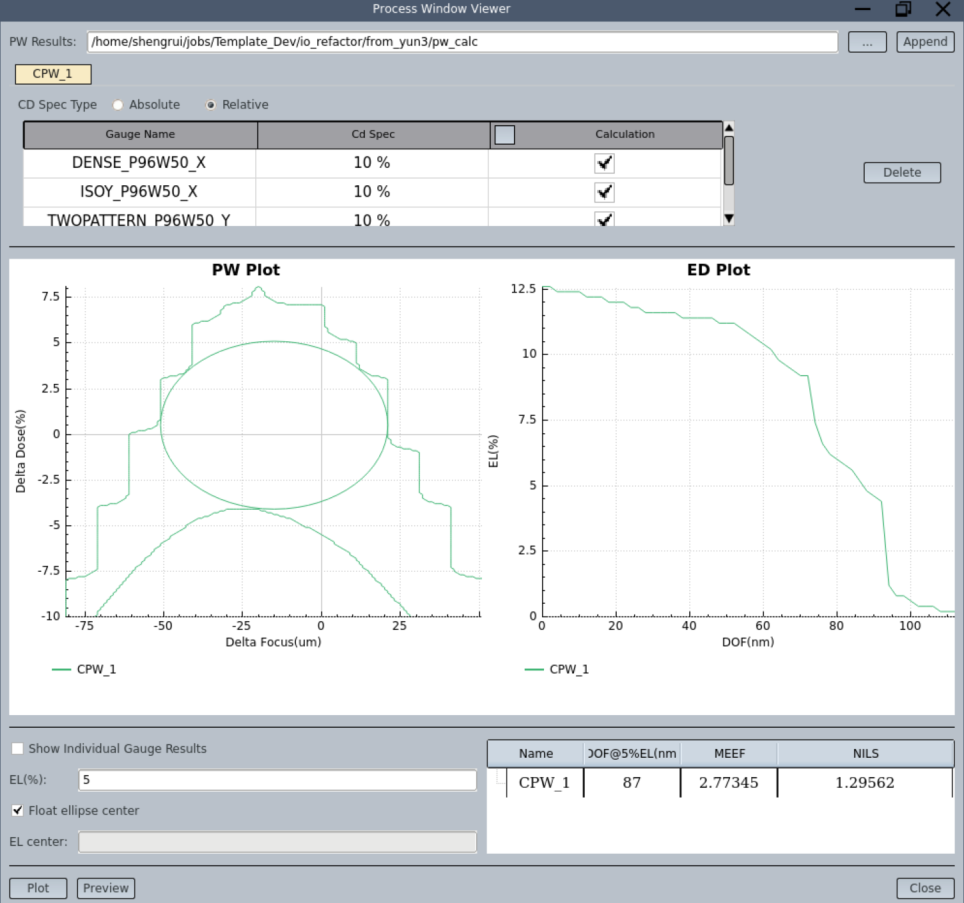 Process Window Viewer
PW Results: /home/shengrui/jobs/Template_Dev/io_refactor/from_yun3/pw_calc ... Append
CPW_1
CD Spec Type Absolute Relative
Gauge Name Cd Spec Calculation
DENSE_P96W50_X 10 %
ISOY_P96W50_X 10 %
TWOPATTERN_P96W50_Y 10 %
Delete
PW Plot
7.5
5
2.5
0
-2.5
-5
-7.5
-10
Delta Dose(%)
-75 -50 -25 0 25
Delta Focus(um)
CPW_1
ED Plot
12.5
10
7.5
5
2.5
0
EL(%)
0 20 40 60 80 100
DOF(nm)
CPW_1
Show Individual Gauge Results
EL(%): 5
Float ellipse center
EL center:
Name DOF@5%EL(nm MEEF NILS
CPW_1 87 2.77345 1.29562
Plot Preview Close